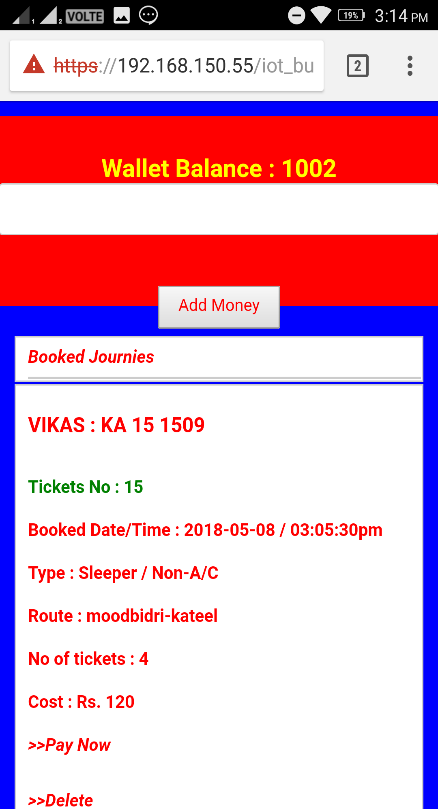 1 2 VOLTE 19% 3:14 PM
https://192.168.150.55/iot_bu 2
Wallet Balance : 1002
Add Money
Booked Journies
VIKAS : KA 15 1509
Tickets No : 15
Booked Date/Time : 2018-05-08 / 03:05:30pm
Type : Sleeper / Non-A/C
Route : moodbidri-kateel
No of tickets : 4
Cost : Rs. 120
>>Pay Now
>>Delete